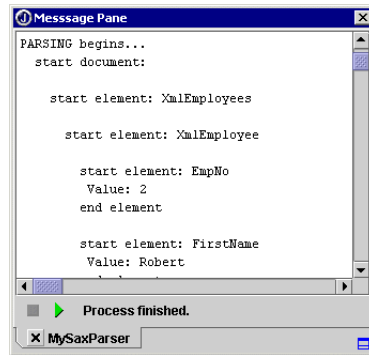 Messsage Pane
PARSING begins...
start document:
start element: XmlEmployees
start element: XmlEmployee
start element: EmpNo
Value: 2
end element
start element: FirstName
Value: Robert
Process finished.
MySaxParser